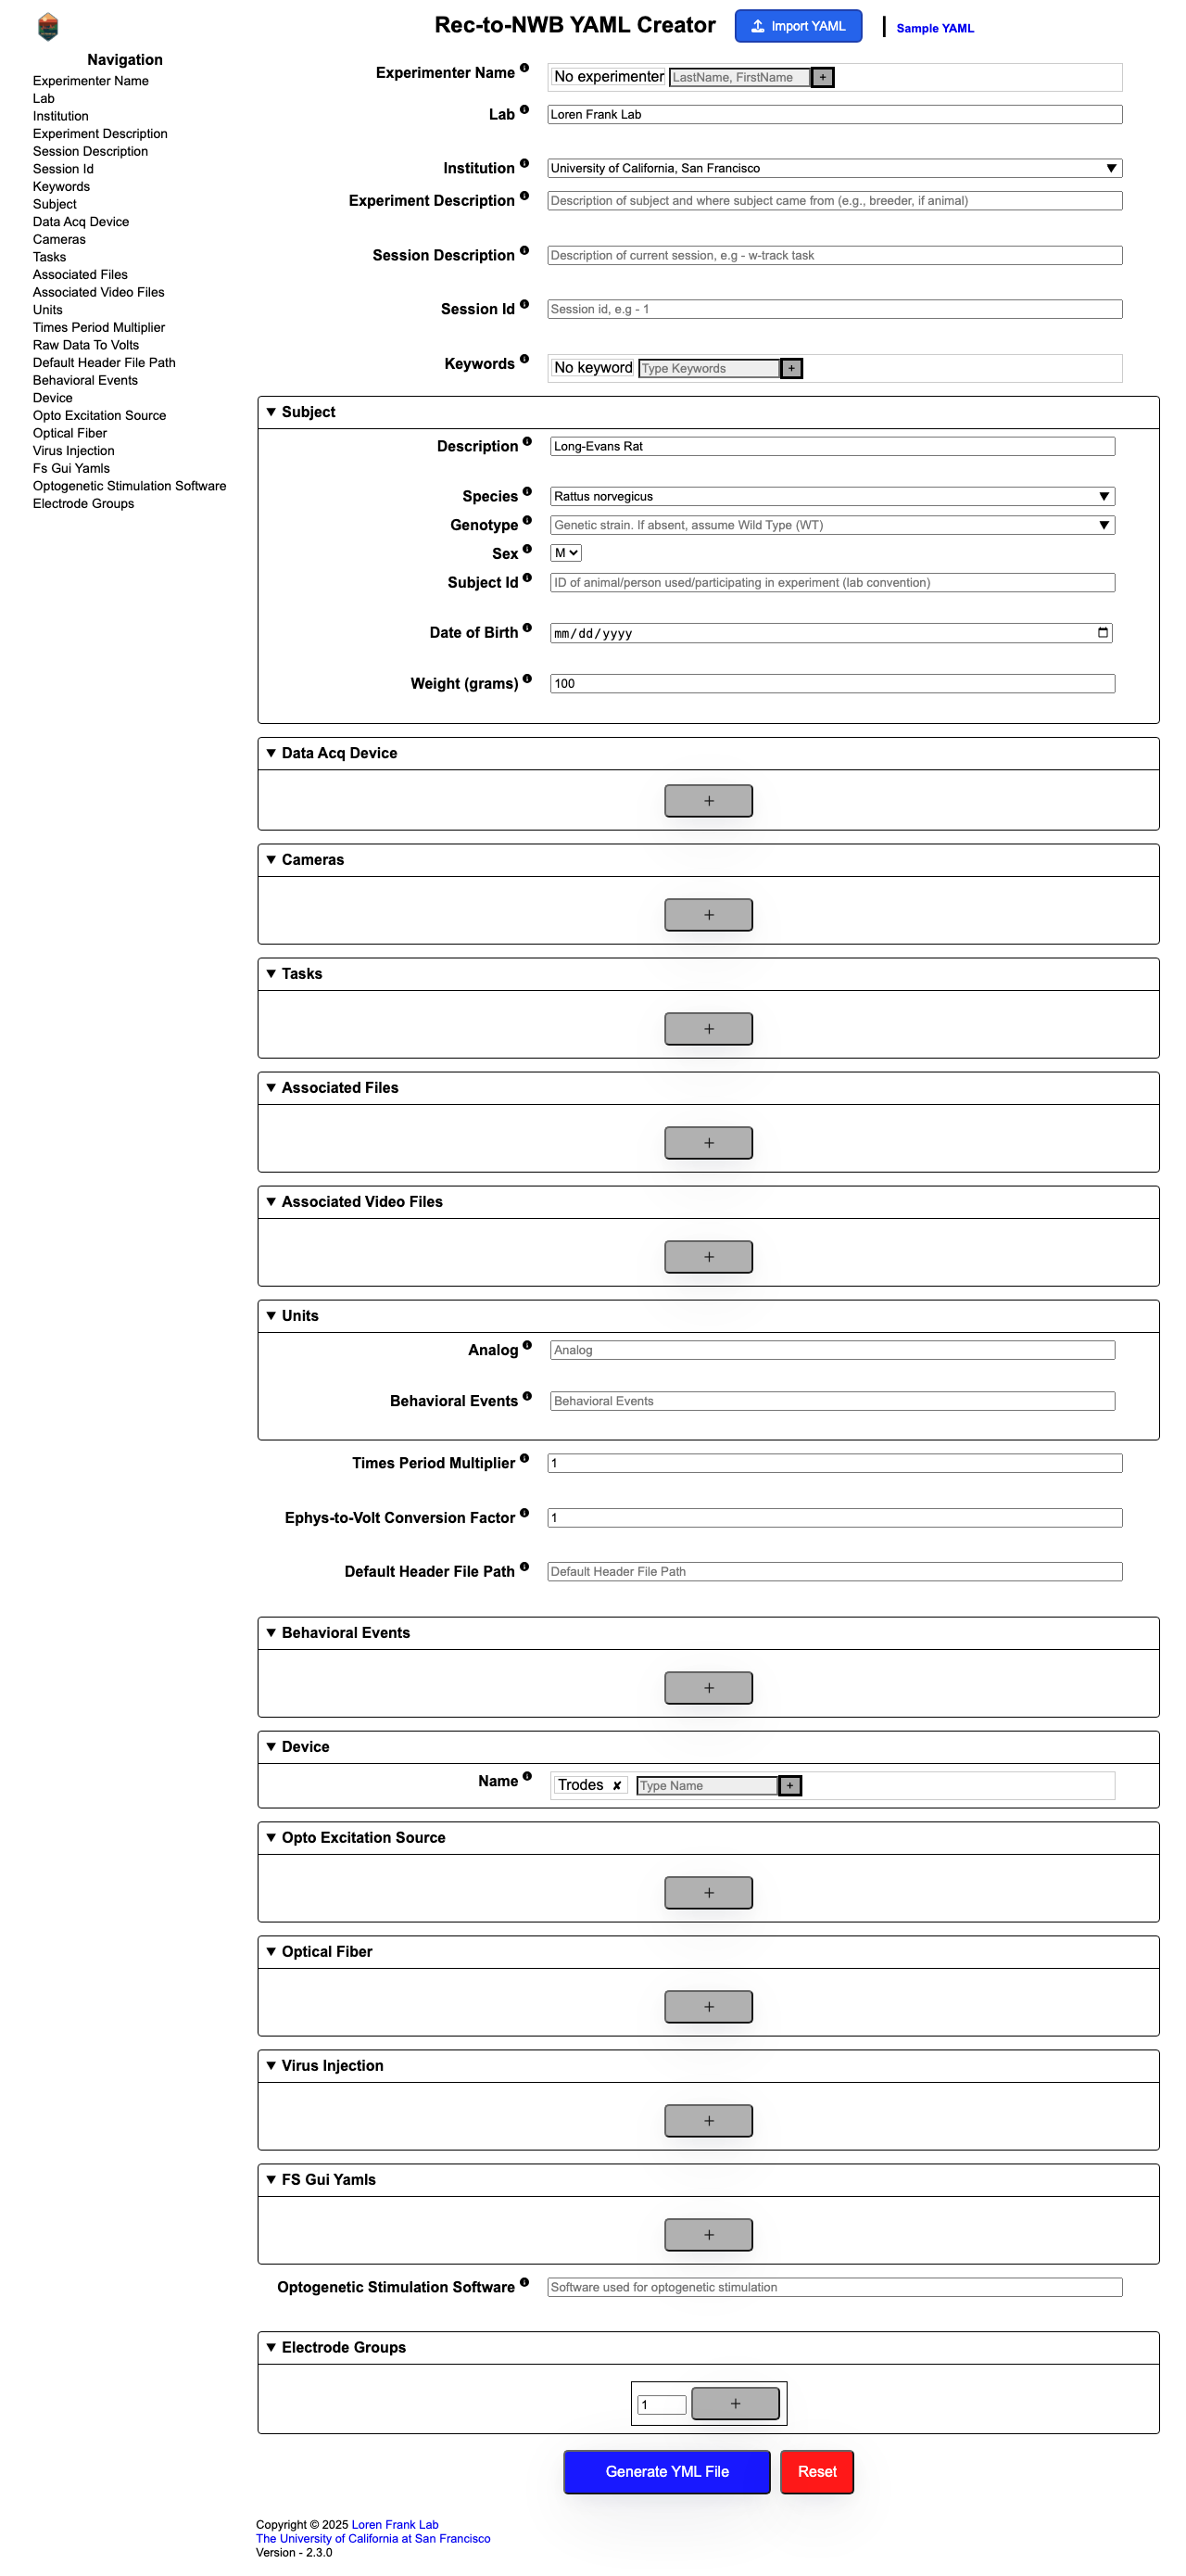 Rec-to-NWB YAML Creator
Import YAML
Sample YAML
Navigation
Experimenter Name
Lab
Institution
Experiment Description
Session Description
Session Id
Keywords
Subject
Data Acq Device
Cameras
Tasks
Associated Files
Associated Video Files
Units
Times Period Multiplier
Raw Data To Volts
Default Header File Path
Behavioral Events
Device
Opto Excitation Source
Optical Fiber
Virus Injection
Fs Gui Yamls
Optogenetic Stimulation Software
Electrode Groups
Experimenter Name No experimenter LastName, FirstName +
Lab Loren Frank Lab
Institution University of California, San Francisco
Experiment Description Description of subject and where subject came from (e.g., breeder, if animal)
Session Description Description of current session, e.g - w-track task
Session Id Session id, e.g - 1
Keywords No keyword Type Keywords +
Subject
Description Long-Evans Rat
Species Rattus norvegicus
Genotype Genetic strain. If absent, assume Wild Type (WT)
Sex M
Subject Id ID of animal/person used/participating in experiment (lab convention)
Date of Birth mm/dd/yyyy
Weight (grams) 100
Data Acq Device
+
Cameras
+
Tasks
+
Associated Files
+
Associated Video Files
+
Units
Analog Analog
Behavioral Events Behavioral Events
Times Period Multiplier 1
Ephys-to-Volt Conversion Factor 1
Default Header File Path Default Header File Path
Behavioral Events
+
Device
Name Trodes ✘ Type Name +
Opto Excitation Source
+
Optical Fiber
+
Virus Injection
+
FS Gui Yamls
+
Optogenetic Stimulation Software Software used for optogenetic stimulation
Electrode Groups
1 +
Generate YML File Reset
Copyright © 2025 Loren Frank Lab
The University of California at San Francisco
Version - 2.3.0